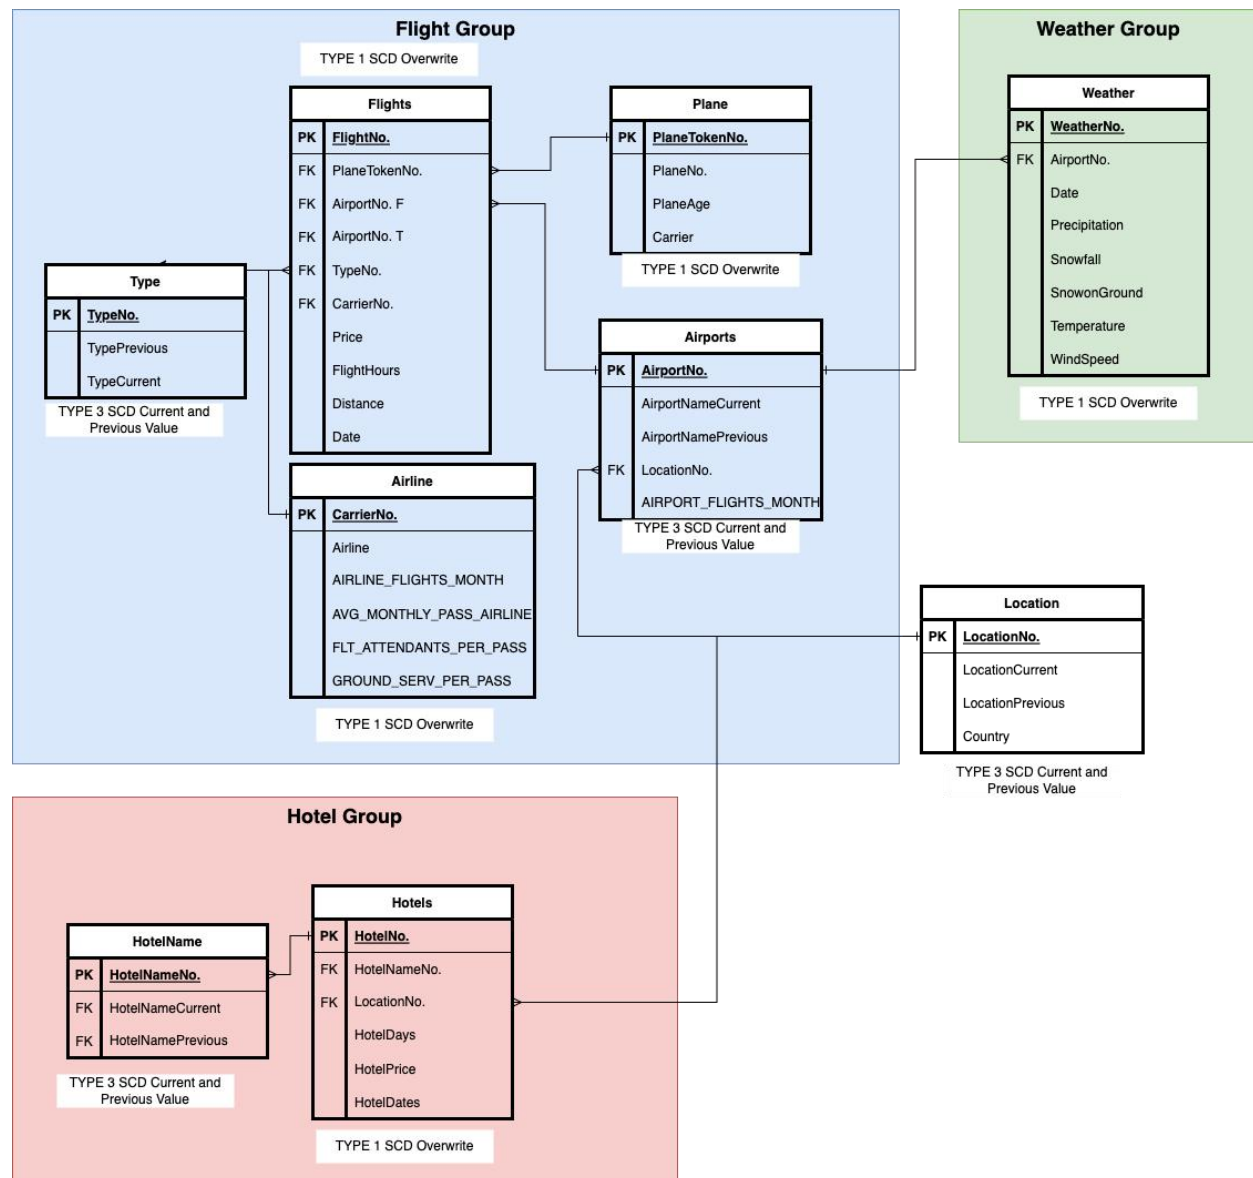 Flight Group
TYPE 1 SCD Overwrite
Flights
PK FlightNo.
FK PlaneTokenNo.
FK AirportNo. F
FK AirportNo. T
FK TypeNo.
FK CarrierNo.
Price
FlightHours
Distance
Date
Plane
PK PlaneTokenNo.
PlaneNo.
PlaneAge
Carrier
TYPE 1 SCD Overwrite
Type
PK TypeNo.
TypePrevious
TypeCurrent
TYPE 3 SCD Current and
Previous Value
Airports
PK AirportNo.
AirportNameCurrent
AirportNamePrevious
FK LocationNo.
AIRPORT_FLIGHTS_MONTH
TYPE 3 SCD Current and
Previous Value
Airline
PK CarrierNo.
Airline
AIRLINE_FLIGHTS_MONTH
AVG_MONTHLY_PASS_AIRLINE
FLT_ATTENDANTS_PER_PASS
GROUND_SERV_PER_PASS
TYPE 1 SCD Overwrite
Weather Group
Weather
PK WeatherNo.
FK AirportNo.
Date
Precipitation
Snowfall
SnowonGround
Temperature
WindSpeed
TYPE 1 SCD Overwrite
Location
PK LocationNo.
LocationCurrent
LocationPrevious
Country
TYPE 3 SCD Current and
Previous Value
Hotel Group
HotelName
PK HotelNameNo.
FK HotelNameCurrent
FK HotelNamePrevious
TYPE 3 SCD Current and
Previous Value
Hotels
PK HotelNo.
FK HotelNameNo.
FK LocationNo.
HotelDays
HotelPrice
HotelDates
TYPE 1 SCD Overwrite